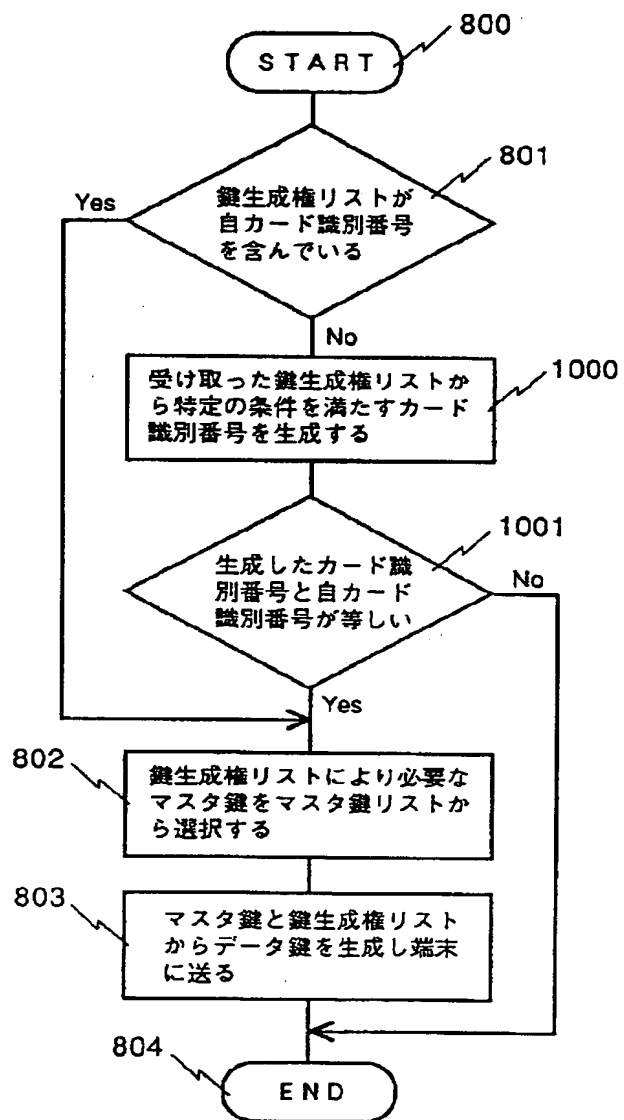 800
START
801
Yes
鍵生成権リストが
自カード識別番号
を含んでいる
No
1000
受け取った鍵生成権リストか
ら特定の条件を満たすカード
識別番号を生成する
1001
生成したカード識
別番号と自カード
識別番号が等しい
No
Yes
802
鍵生成権リストにより必要な
マスタ鍵をマスタ鍵リストか
ら選択する
803
マスタ鍵と鍵生成権リスト
からデータ鍵を生成し端末
に送る
804
END